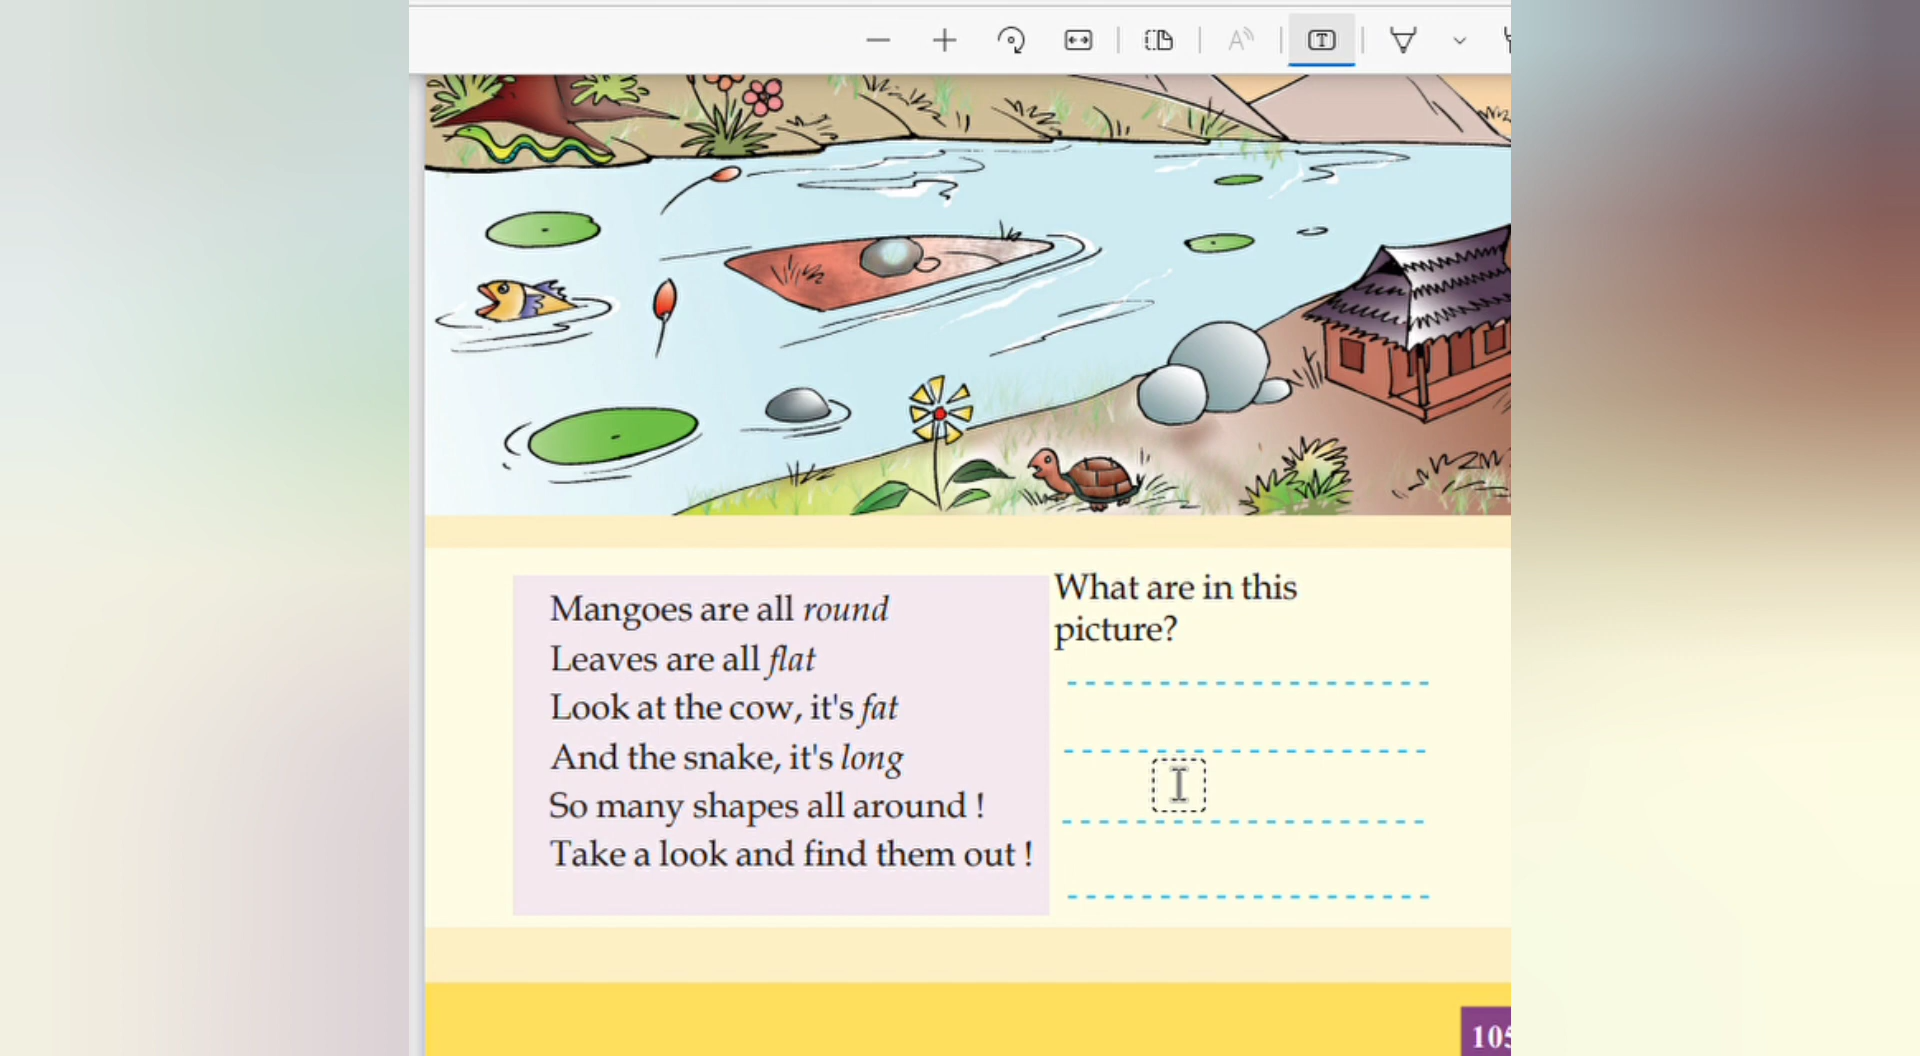 Mangoes are all round
Leaves are all flat
Look at the cow, it's fat
And the snake, it's long
So many shapes all around !
Take a look and find them out !
What are in this
picture?
105